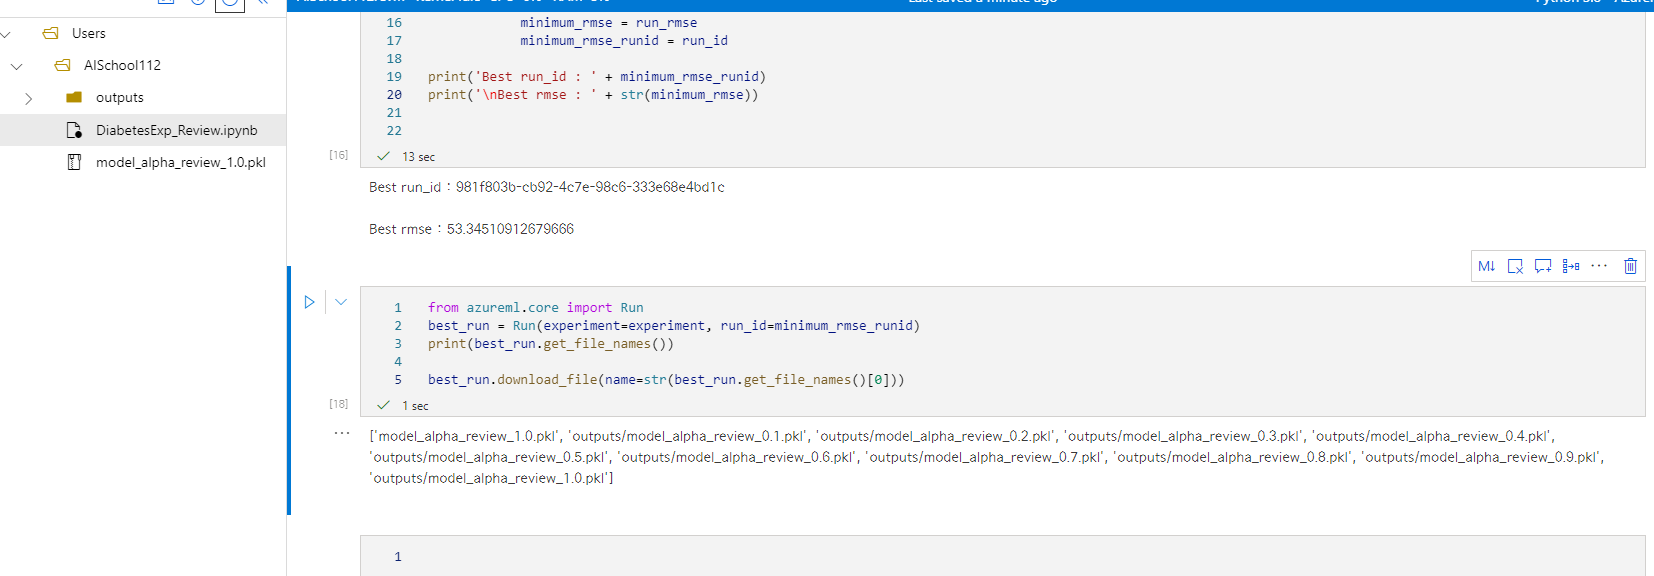 Last saved a minute ago
Users
AISchool112
outputs
DiabetesExp_Review.ipynb
model_alpha_review_1.0.pkl
16 minimum_rmse = run_rmse
17 minimum_rmse_runid = run_id
18
19 print('Best run_id : ' + minimum_rmse_runid)
20 print('\nBest rmse : ' + str(minimum_rmse))
21
22
[16] 13 sec
Best run_id : 981f803b-cb92-4c7e-98c6-333e68e4bd1c
Best rmse : 53.34510912679666
M↓
1 from azureml.core import Run
2 best_run = Run(experiment=experiment, run_id=minimum_rmse_runid)
3 print(best_run.get_file_names())
4
5 best_run.download_file(name=str(best_run.get_file_names()[0]))
[18] 1 sec
['model_alpha_review_1.0.pkl', 'outputs/model_alpha_review_0.1.pkl', 'outputs/model_alpha_review_0.2.pkl', 'outputs/model_alpha_review_0.3.pkl', 'outputs/model_alpha_review_0.4.pkl',
'outputs/model_alpha_review_0.5.pkl', 'outputs/model_alpha_review_0.6.pkl', 'outputs/model_alpha_review_0.7.pkl', 'outputs/model_alpha_review_0.8.pkl', 'outputs/model_alpha_review_0.9.pkl',
'outputs/model_alpha_review_1.0.pkl']
1